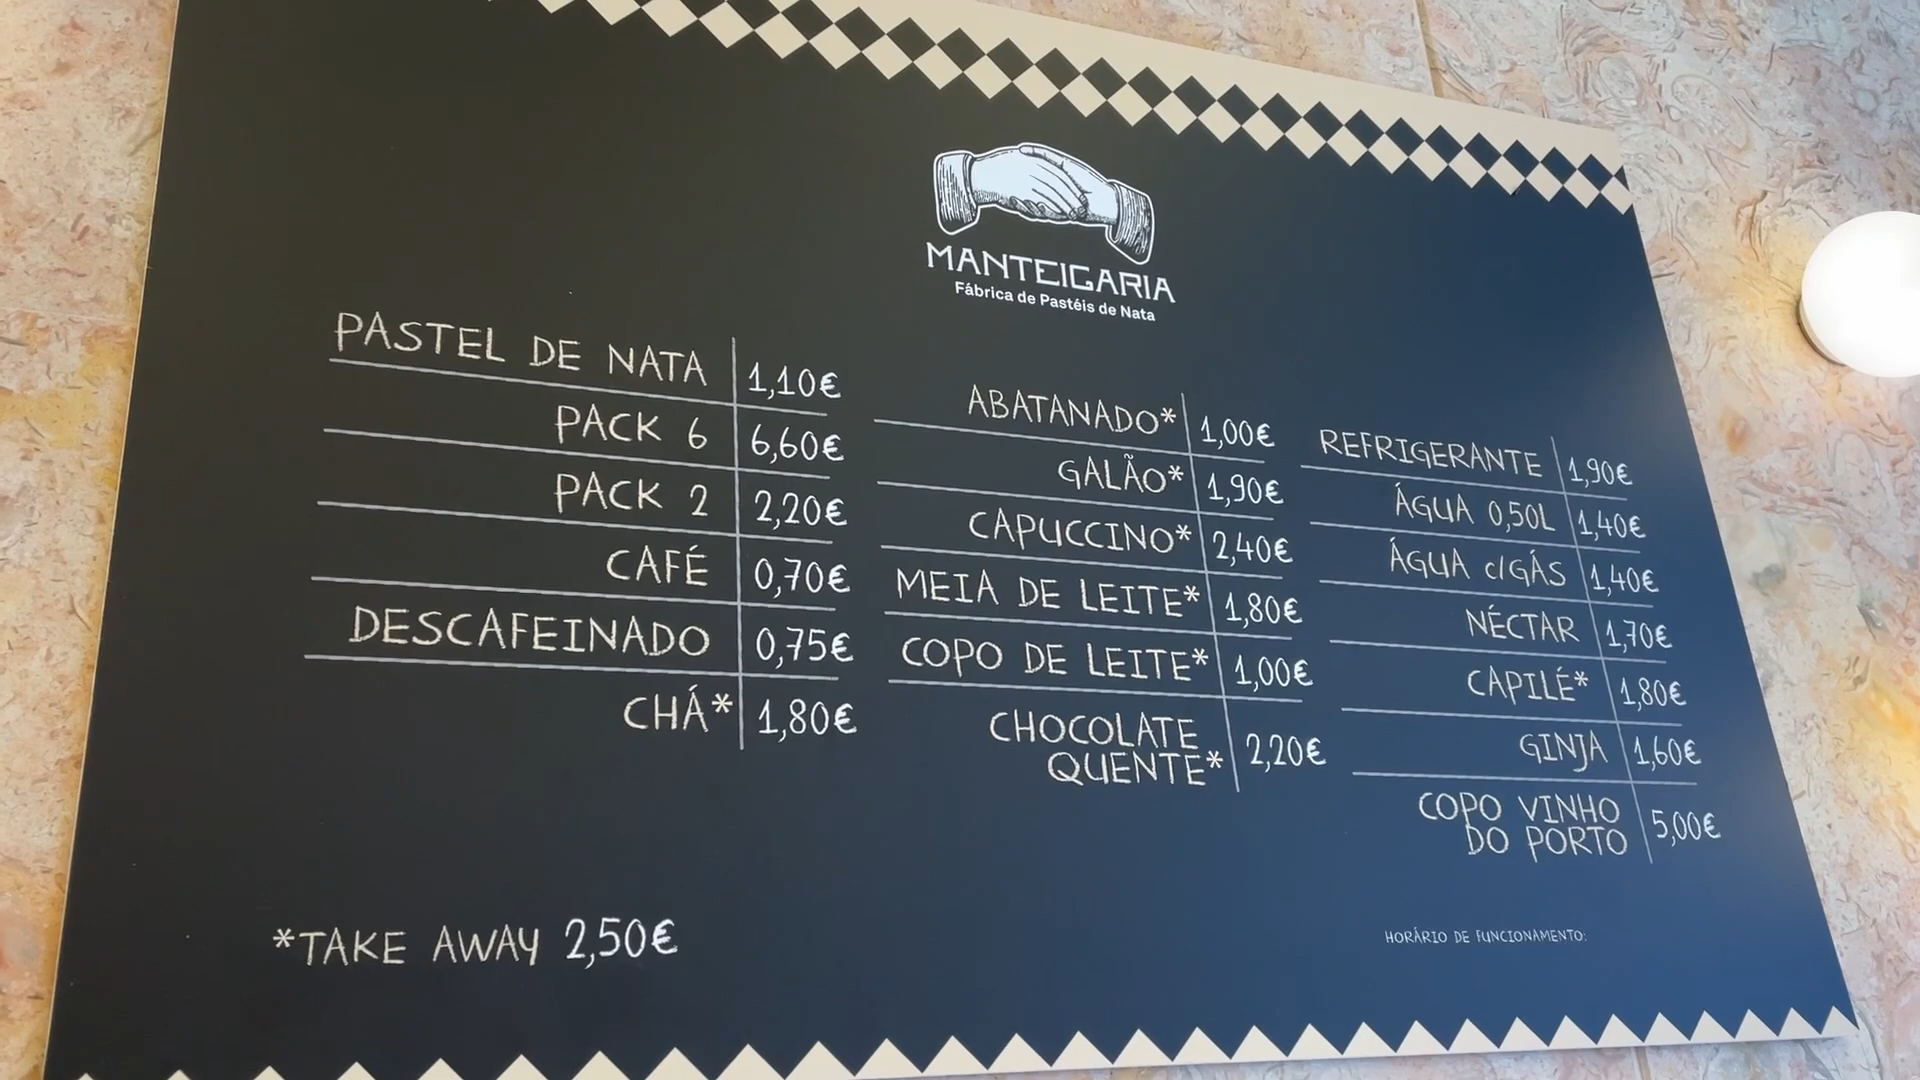 MANTEIGARIA
Fábrica de Pastéis de Nata
PASTEL DE NATA 1,10€
PACK 6 6,60€
PACK 2 2,20€
CAFÉ 0,70€
DESCAFEINADO 0,75€
CHÁ* 1,80€
ABATANADO* 1,00€
GALÃO* 1,90€
CAPUCCINO* 2,40€
MEIA DE LEITE* 1,80€
COPO DE LEITE* 1,00€
CHOCOLATE
QUENTE* 2,20€
REFRIGERANTE 1,90€
ÁGUA 0,50L 1,40€
ÁGUA c/GÁS 1,40€
NÉCTAR 1,70€
CAPILÉ* 1,80€
GINJA 1,60€
COPO VINHO
DO PORTO 5,00€
*TAKE AWAY 2,50€
HORÁRIO DE FUNCIONAMENTO: